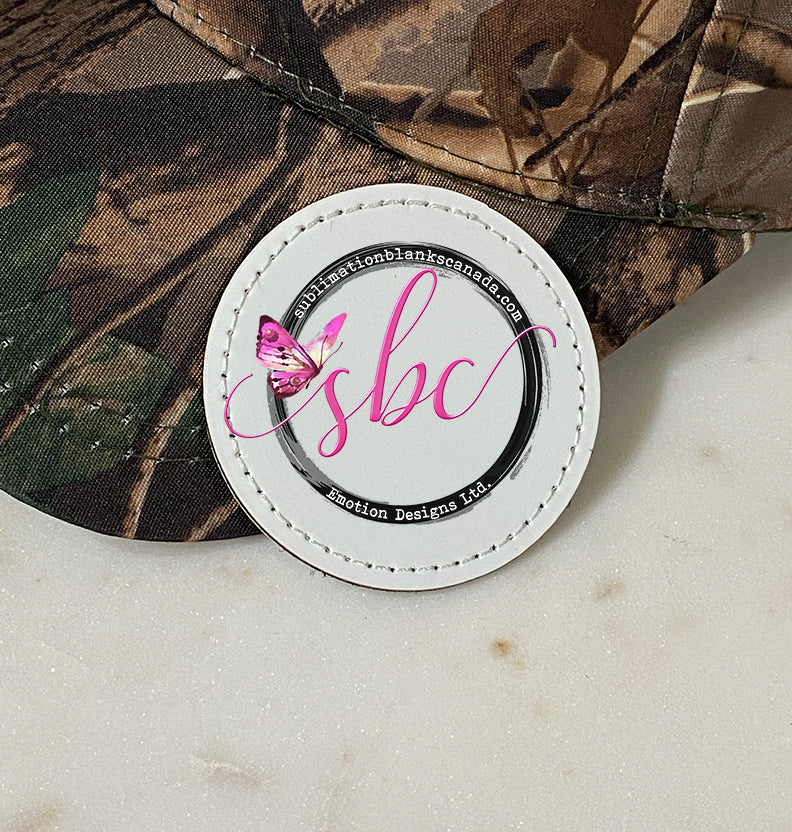 sublimationblankscanada.com
sbc
Emotion Designs Ltd.